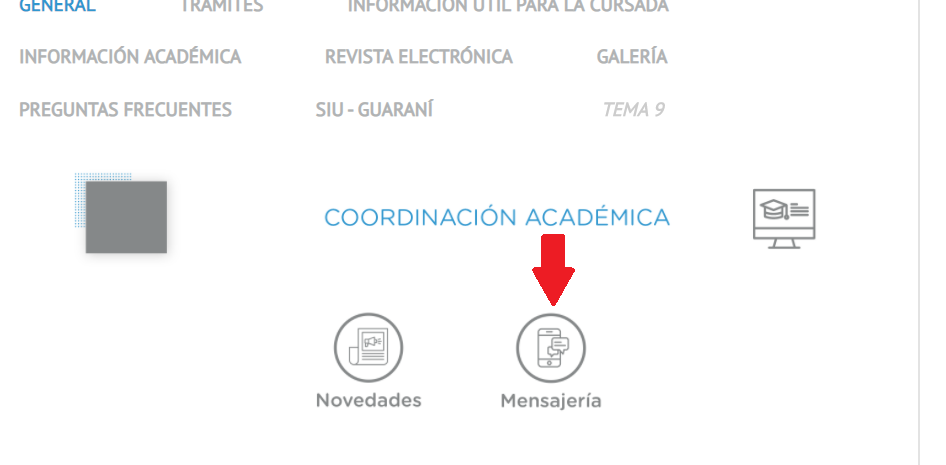 GENERAL TRÁMITES INFORMACIÓN ÚTIL PARA LA CURSADA
INFORMACIÓN ACADÉMICA REVISTA ELECTRÓNICA GALERÍA
PREGUNTAS FRECUENTES SIU - GUARANÍ TEMA 9
COORDINACIÓN ACADÉMICA
Novedades Mensajería